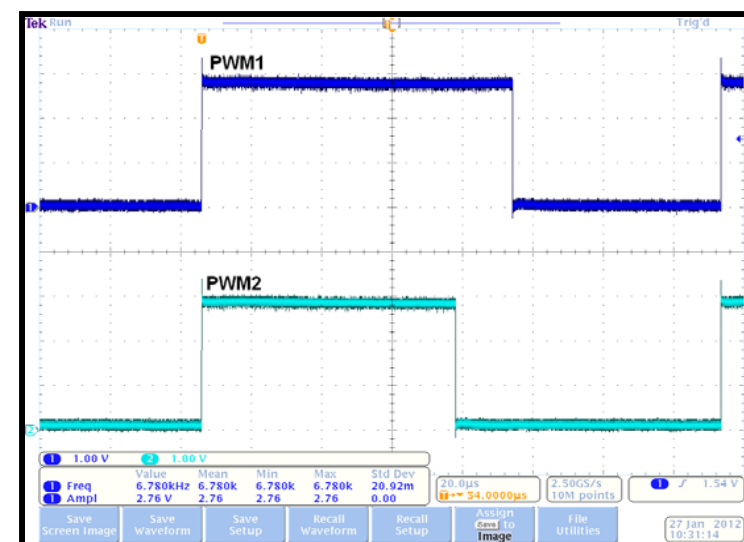 Tek Run Trig'd
T
PWM1
1
PWM2
2
1 1.00 V 2 1.00 V
Value Mean Min Max Std Dev
1 Freq 6.780kHz 6.780k 6.780k 6.780k 20.92m
1 Ampl 2.76 V 2.76 2.76 2.76 0.00
20.0µs
T→▼54.0000µs
2.50GS/s
10M points
1 ∫ 1.54 V
Save Screen Image
Save Waveform
Save Setup
Recall Waveform
Recall Setup
Assign Save to Image
File Utilities
27 Jan 2012
10:31:14